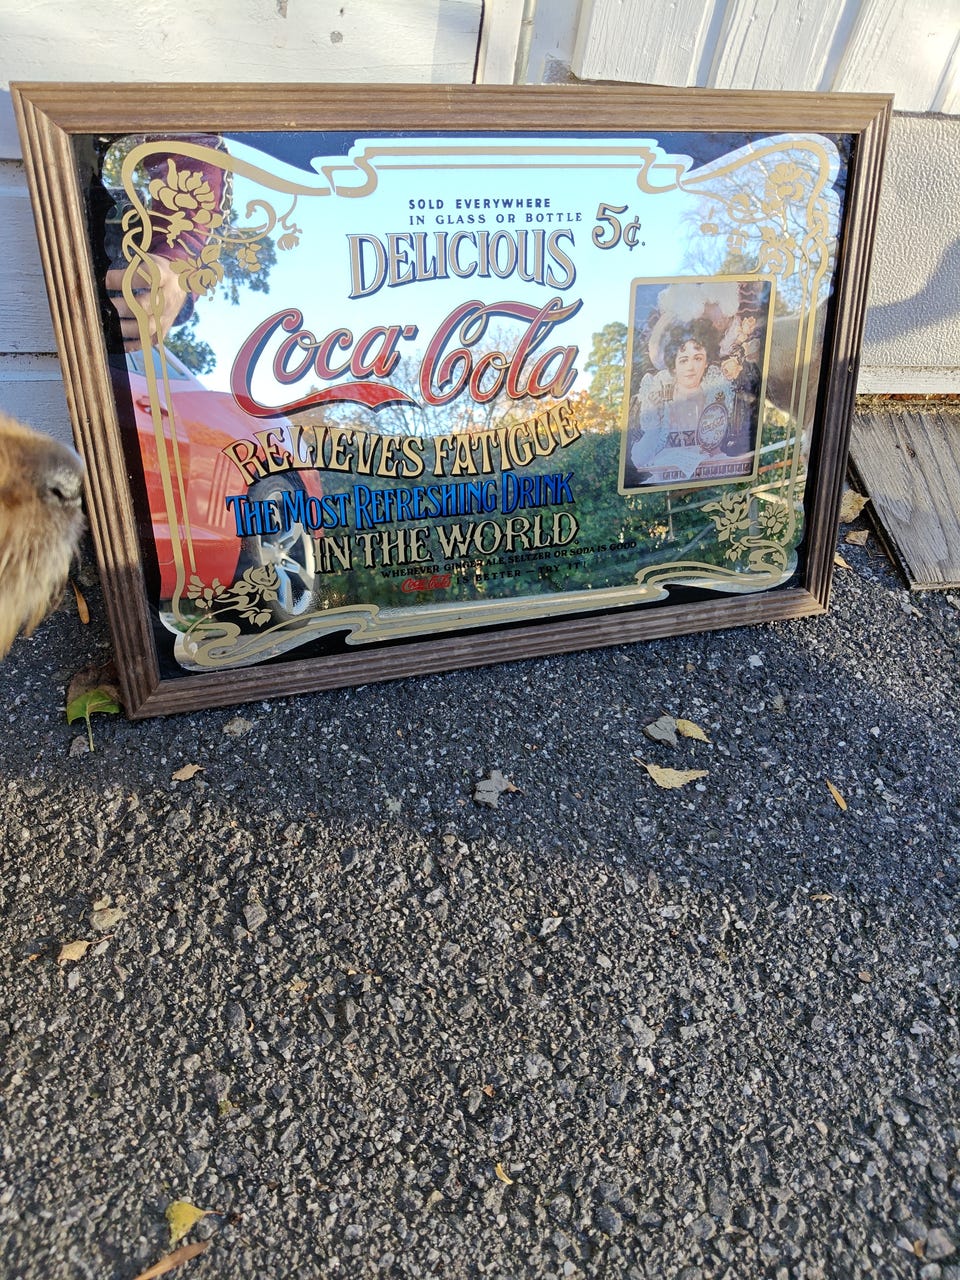 SOLD EVERYWHERE
IN GLASS OR BOTTLE
5¢.
DELICIOUS
Coca-Cola
RELIEVES FATIGUE
THE MOST REFRESHING DRINK
IN THE WORLD.
WHEREVER GINGER ALE, SELTZER OR SODA IS GOOD
Coca-Cola IS BETTER - TRY IT!